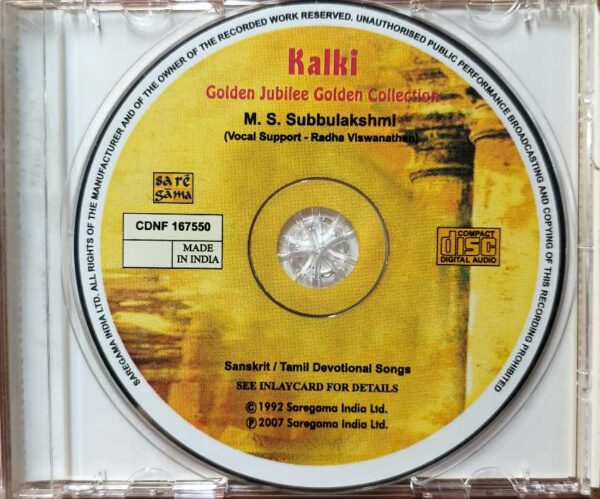 ALL RIGHTS OF THE MANUFACTURER AND OF THE OWNER OF THE RECORDED WORK RESERVED. UNAUTHORISED PUBLIC PERFORMANCE BROADCASTING AND COPYING OF THIS RECORDING PROHIBITED
SAREGAMA INDIA LTD.
Kalki
Golden Jubilee Golden Collection
M. S. Subbulakshmi
(Vocal Support - Radha Viswanathan)
sa rē
gāma
CDNF 167550
MADE
IN INDIA
COMPACT
disc
DIGITAL AUDIO
Sanskrit / Tamil Devotional Songs
SEE INLAYCARD FOR DETAILS
© 1992 Saregama India Ltd.
℗ 2007 Saregama India Ltd.